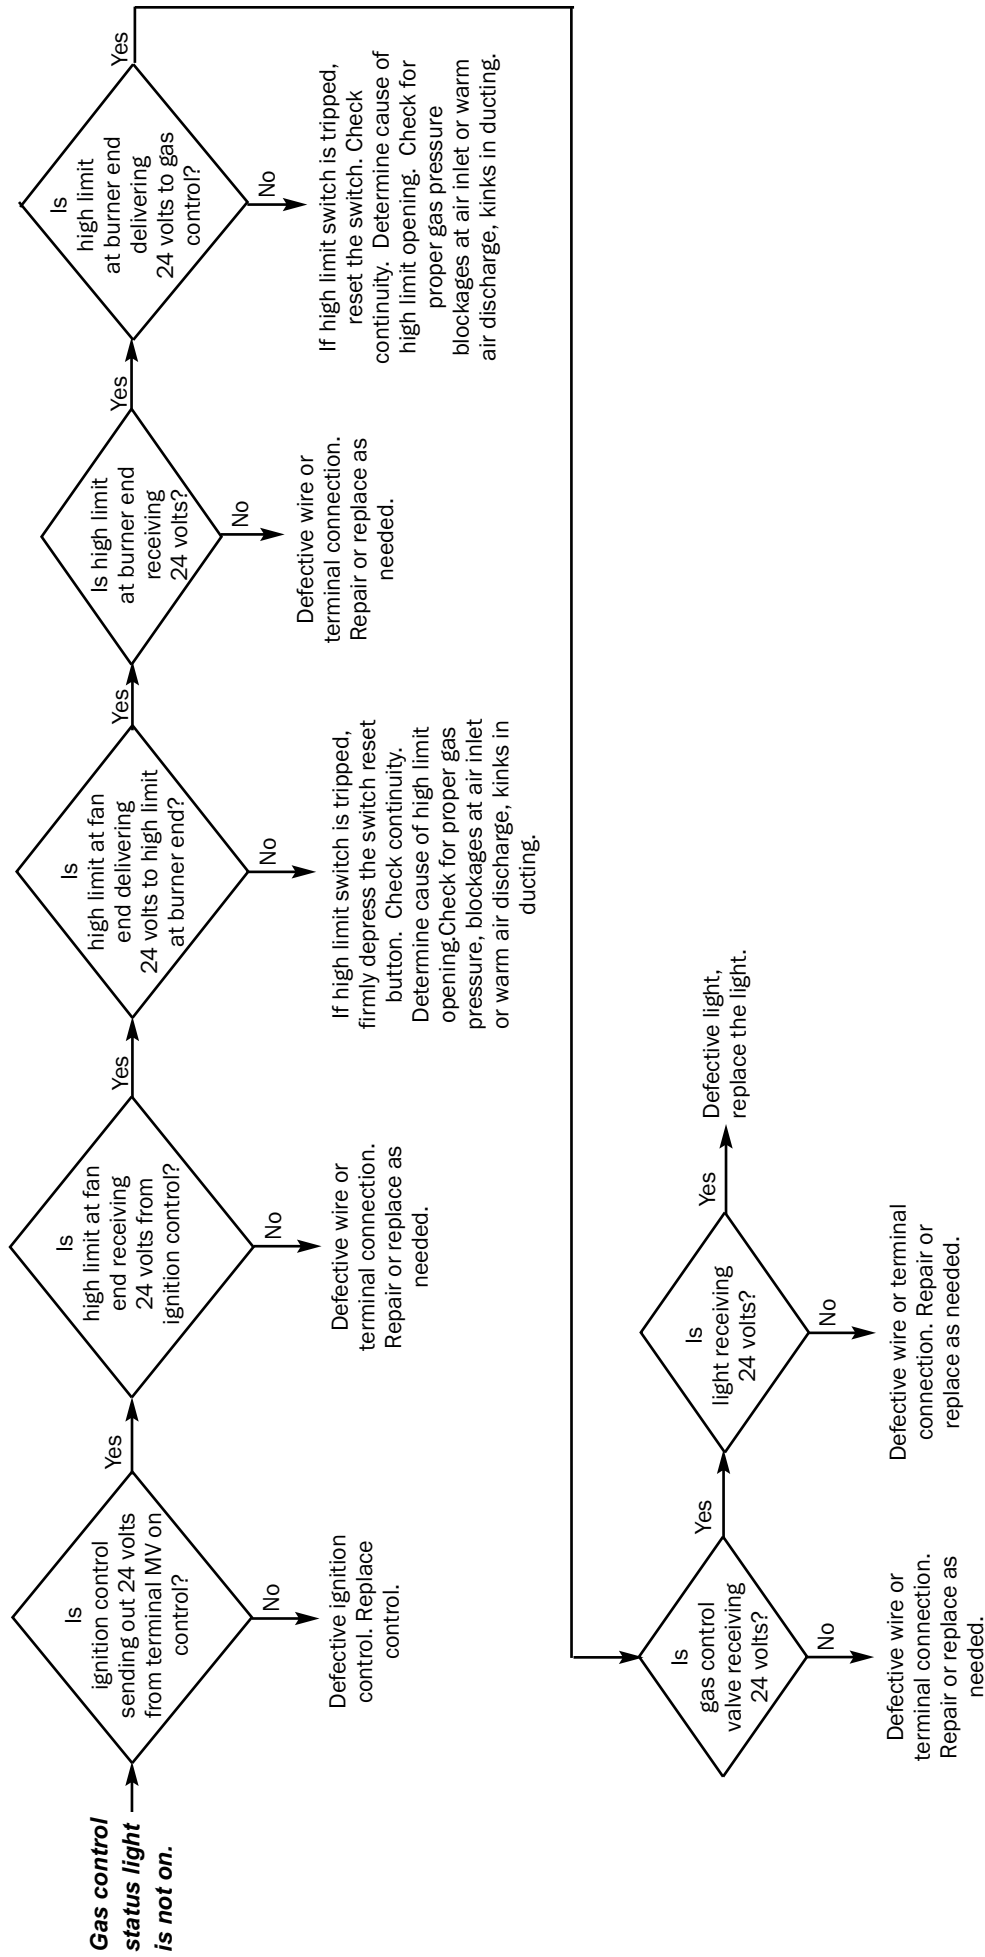 Gas control
status light
is not on.
Is
ignition control
sending out 24 volts
from terminal MV on
control?
Yes
No
Defective ignition
control. Replace
control.
Is
high limit at fan
end receiving
24 volts from
ignition control?
Yes
No
Defective wire or
terminal connection.
Repair or replace as
needed.
Is
high limit at fan
end delivering
24 volts to high limit
at burner end?
Yes
No
If high limit switch is tripped,
firmly depress the switch reset
button.  Check continuity.
Determine cause of high limit
opening.Check for proper gas
pressure, blockages at air inlet
or warm air discharge, kinks in
ducting.
Is high limit
at burner end
receiving
24 volts?
Yes
No
Defective wire or
terminal connection.
Repair or replace as
needed.
Is
high limit
at burner end
delivering
24 volts to gas
control?
Yes
No
If high limit switch is tripped,
reset the switch. Check
continuity.  Determine cause of
high limit opening.  Check for
proper gas pressure
blockages at air inlet or warm
air discharge, kinks in ducting.
Is
gas control
valve receiving
24 volts?
Yes
No
Defective wire or
terminal connection.
Repair or replace as
needed.
Is
light receiving
24 volts?
Yes
Defective light,
replace the light.
No
Defective wire or terminal
connection. Repair or
replace as needed.